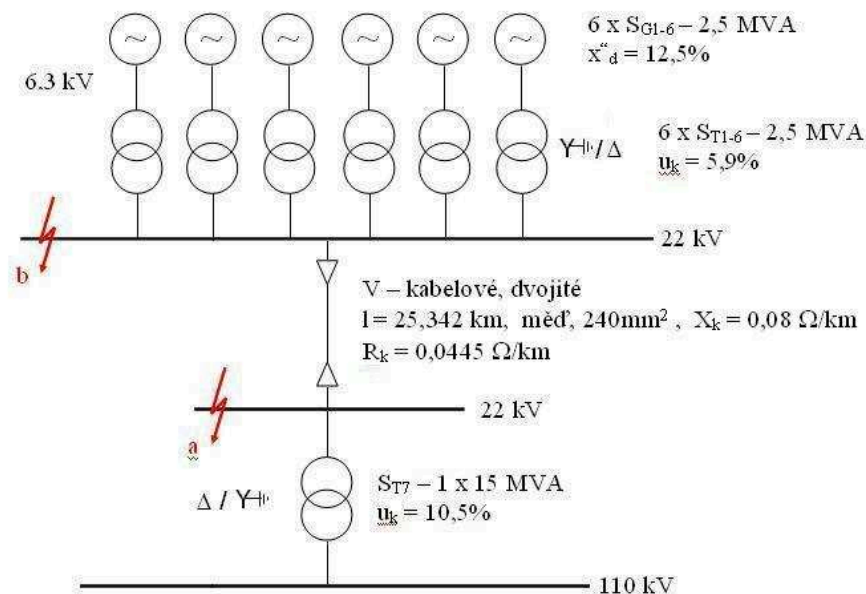 6 x SG1-6 – 2,5 MVA
x“d = 12,5%
6.3 kV
6 x ST1-6 – 2,5 MVA
Y/Δ
uk = 5,9%
22 kV
b
V – kabelové, dvojité
l = 25,342 km, měď, 240mm² , Xk = 0,08 Ω/km
Rk = 0,0445 Ω/km
22 kV
a
ST7 – 1 x 15 MVA
Δ / Y
uk = 10,5%
110 kV